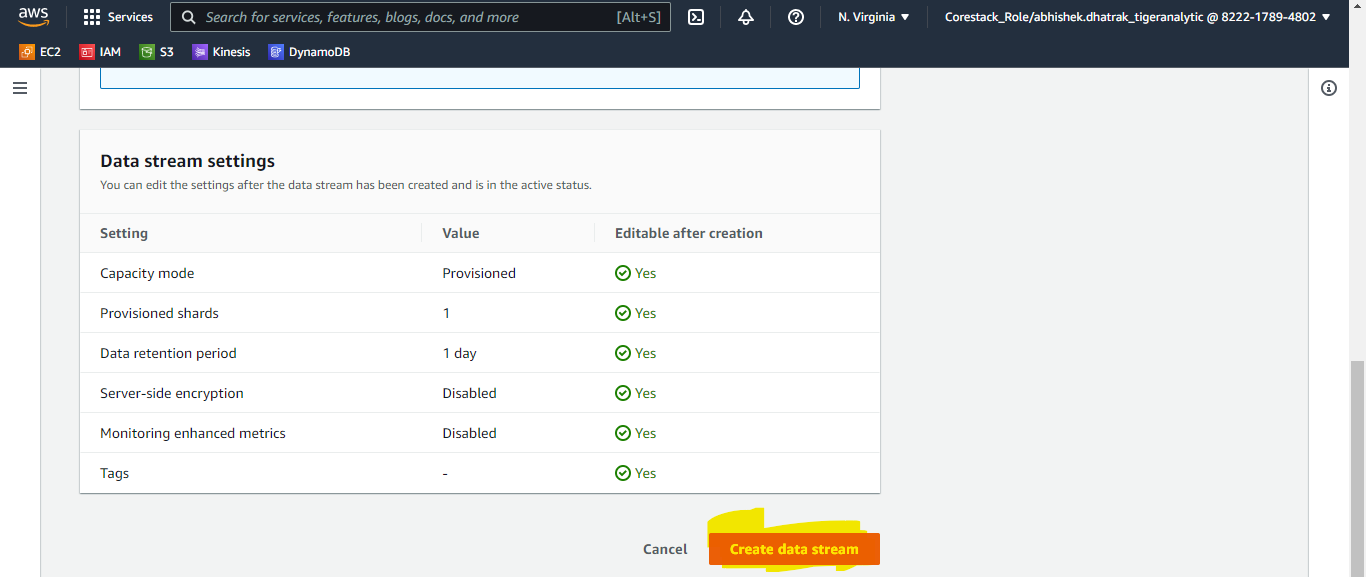 aws Services Search for services, features, blogs, docs, and more [Alt+S] N. Virginia Corestack_Role/abhishek.dhatrak_tigeranalytic @ 8222-1789-4802
EC2 IAM S3 Kinesis DynamoDB
Data stream settings
You can edit the settings after the data stream has been created and is in the active status.
Setting Value Editable after creation
Capacity mode Provisioned Yes
Provisioned shards 1 Yes
Data retention period 1 day Yes
Server-side encryption Disabled Yes
Monitoring enhanced metrics Disabled Yes
Tags - Yes
Cancel Create data stream